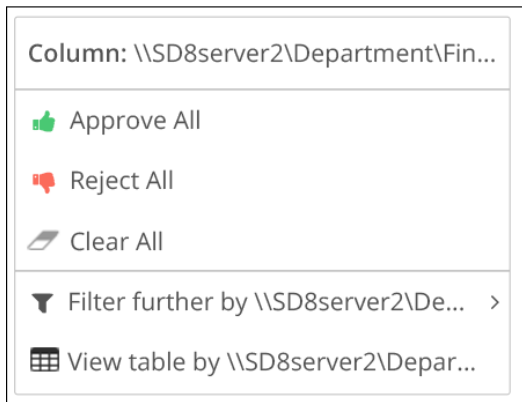 Column: \\SD8server2\Department\Fin...
Approve All
Reject All
Clear All
Filter further by \\SD8server2\De...
View table by \\SD8server2\Depar...